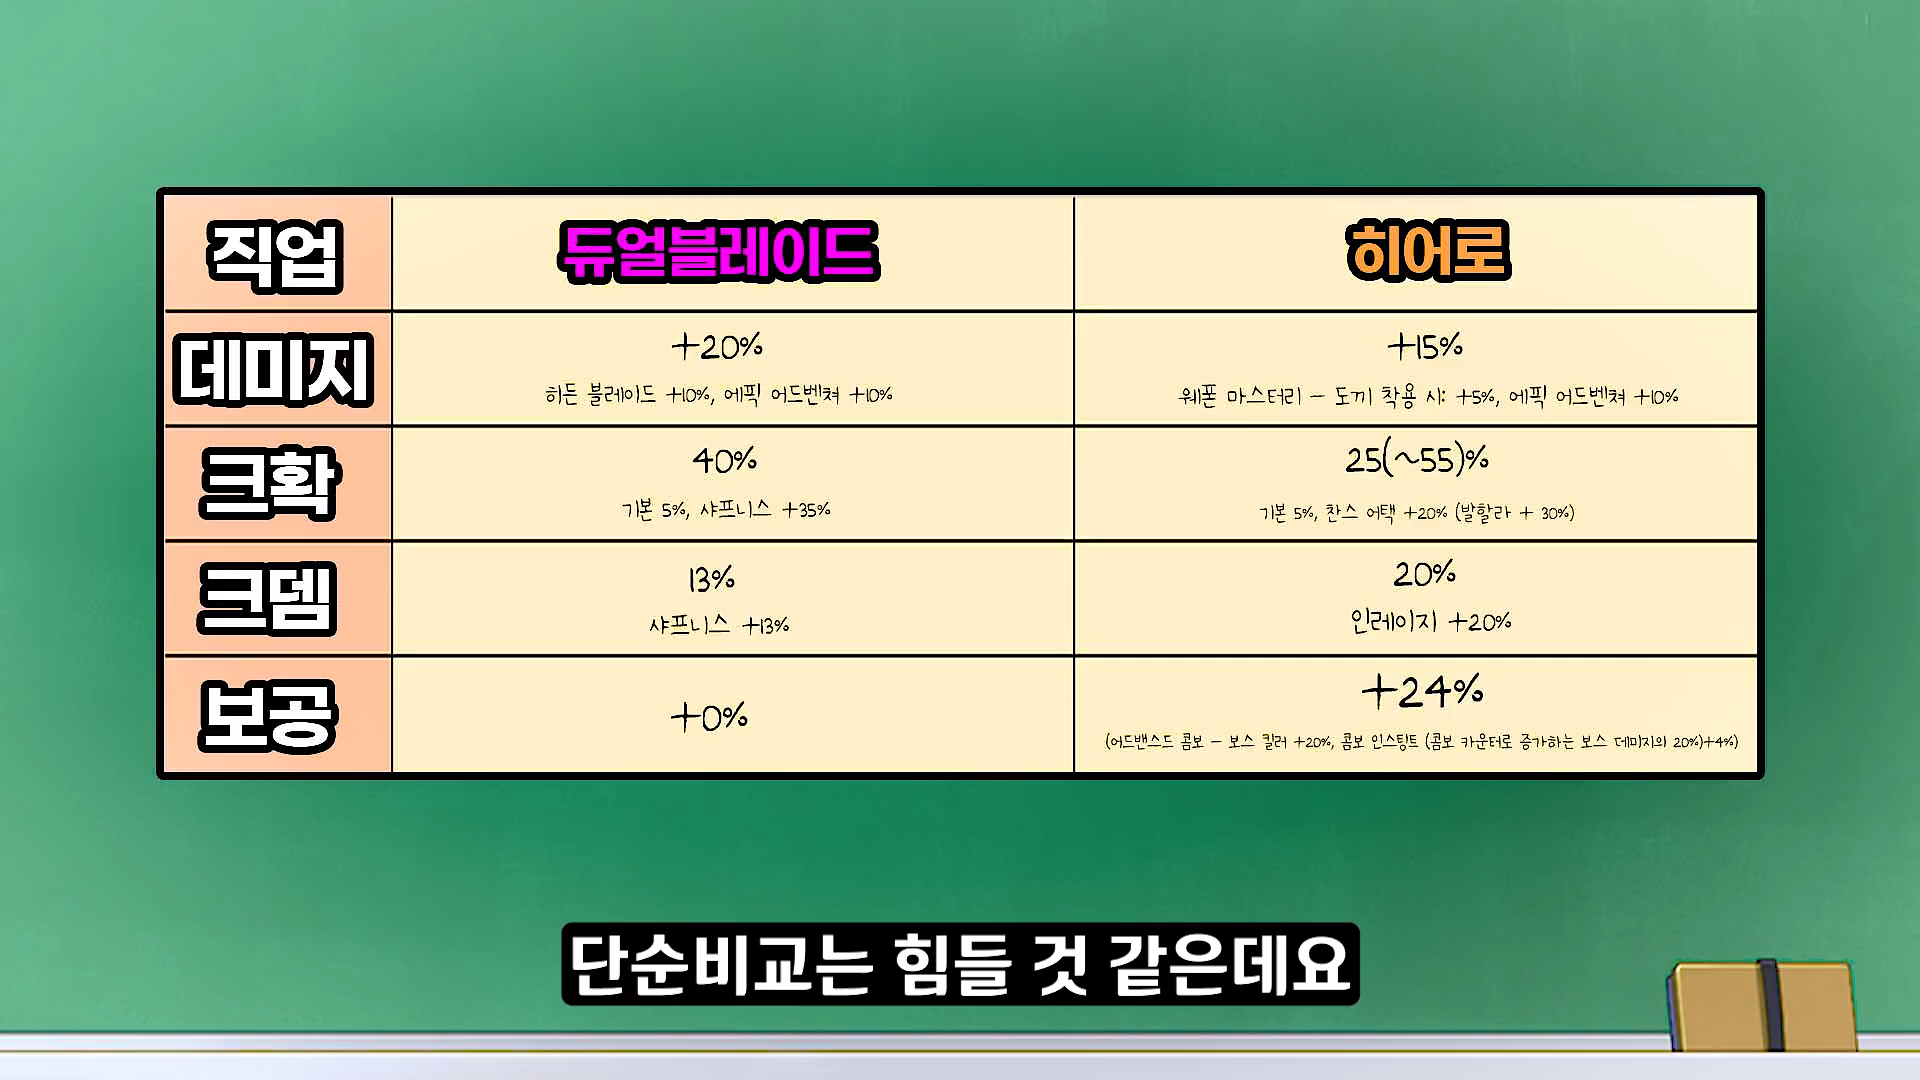 직업
듀얼블레이드
히어로
데미지
+20%
히든 블레이드 +10%, 에픽 어드벤쳐 +10%
+15%
웨폰 마스터리 - 도끼 착용 시: +5%, 에픽 어드벤쳐 +10%
크확
40%
기본 5%, 샤프니스 +35%
25(~55)%
기본 5%, 찬스 어택 +20% (발할라 + 30%)
크뎀
13%
샤프니스 +13%
20%
인레이지 +20%
보공
+0%
+24%
(어드밴스드 콤보 - 보스 킬러 +20%, 콤보 인스팅트 (콤보 카운터로 증가하는 보스 데미지의 20%)+4%)
단순비교는 힘들 것 같은데요